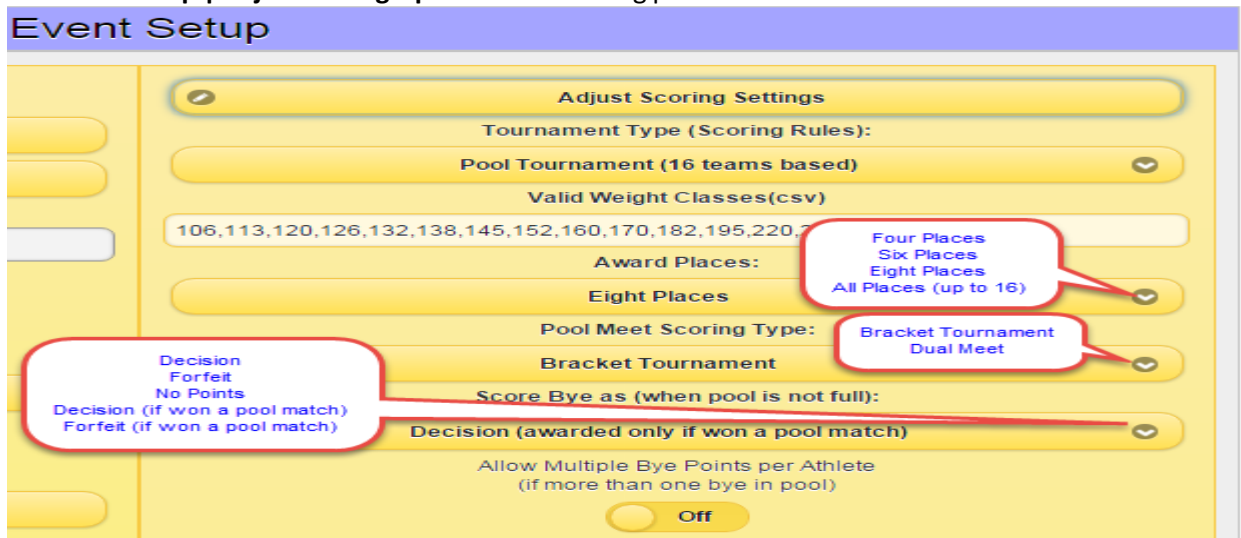 Event Setup
Adjust Scoring Settings
Tournament Type (Scoring Rules):
Pool Tournament (16 teams based)
Valid Weight Classes(csv)
106,113,120,126,132,138,145,152,160,170,182,195,220,
Four Places
Six Places
Eight Places
All Places (up to 16)
Award Places:
Eight Places
Pool Meet Scoring Type:
Bracket Tournament
Dual Meet
Bracket Tournament
Decision
Forfeit
No Points
Decision (if won a pool match)
Forfeit (if won a pool match)
Score Bye as (when pool is not full):
Decision (awarded only if won a pool match)
Allow Multiple Bye Points per Athlete
(if more than one bye in pool)
Off